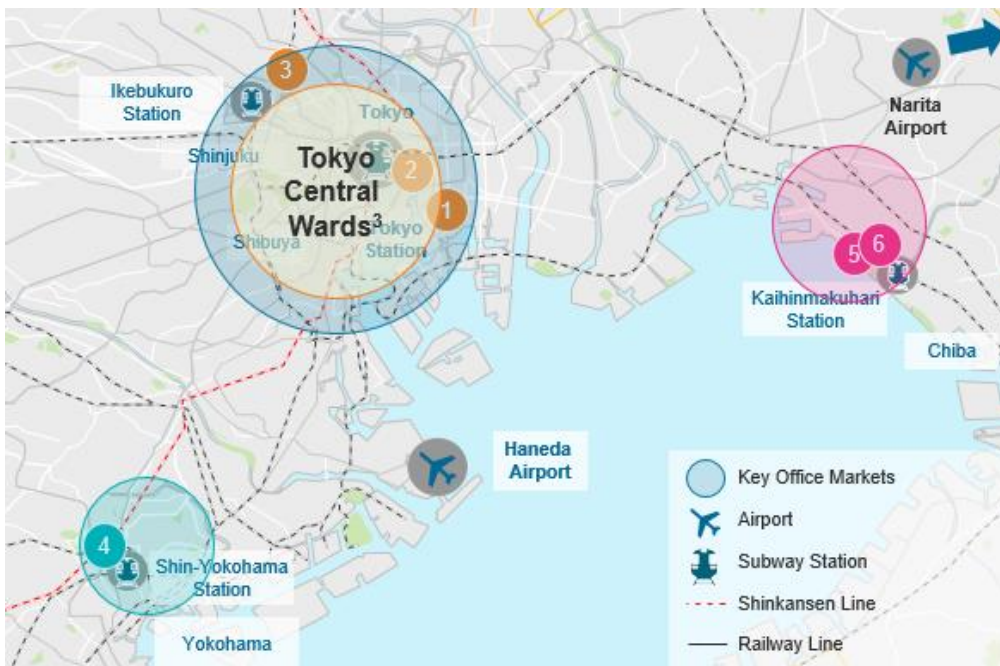 3
Ikebukuro
Station
Tokyo
Shinjuku
Tokyo
Central
Wards³
2
1
Shibuya
Tokyo
Station
Narita
Airport
5
6
Kaihinmakuhari
Station
Chiba
Haneda
Airport
4
Shin-Yokohama
Station
Yokohama
Key Office Markets
Airport
Subway Station
Shinkansen Line
Railway Line